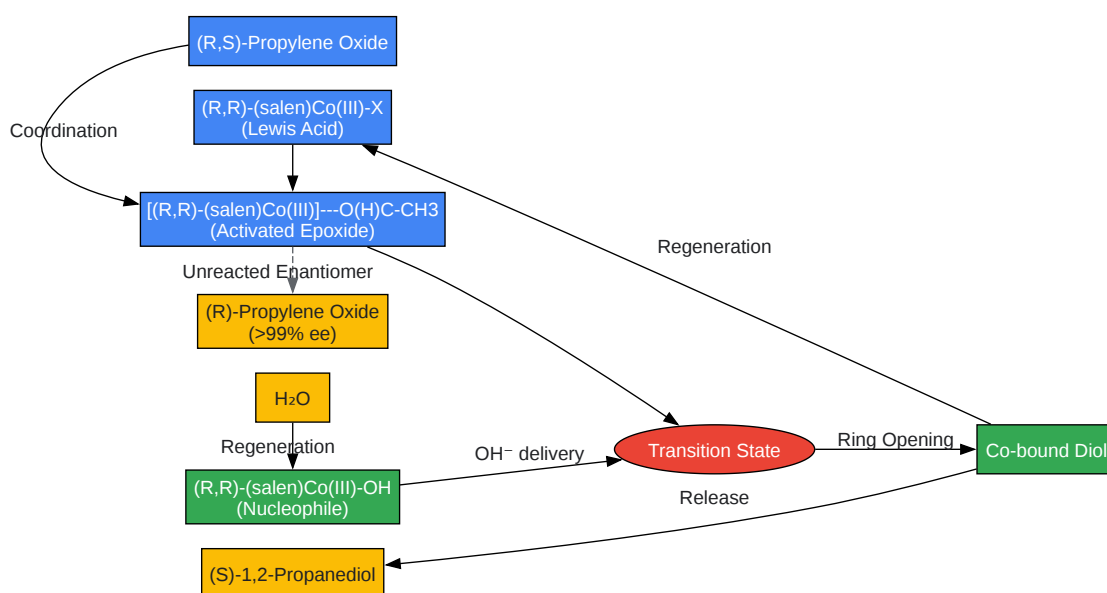 (R,S)-Propylene Oxide
(R,R)-(salen)Co(III)-X
(Lewis Acid)
Coordination
[(R,R)-(salen)Co(III)]---O(H)C-CH3
(Activated Epoxide)
Regeneration
Unreacted Enantiomer
(R)-Propylene Oxide
(>99% ee)
H₂O
Regeneration
Ring Opening
Transition State
Co-bound Diol
OH⁻ delivery
(R,R)-(salen)Co(III)-OH
(Nucleophile)
Release
(S)-1,2-Propanediol